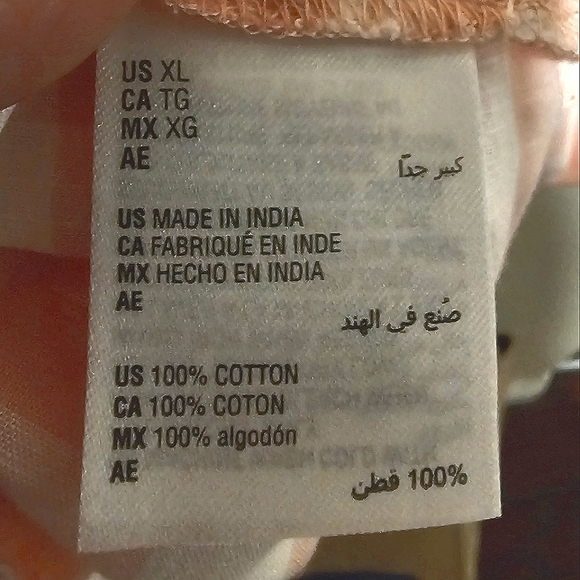 US XL
CA TG
MX XG
AE
كبير جدًا
US MADE IN INDIA
CA FABRIQUÉ EN INDE
MX HECHO EN INDIA
AE
صُنع في الهند
US 100% COTTON
CA 100% COTON
MX 100% algodón
AE
100% قطن